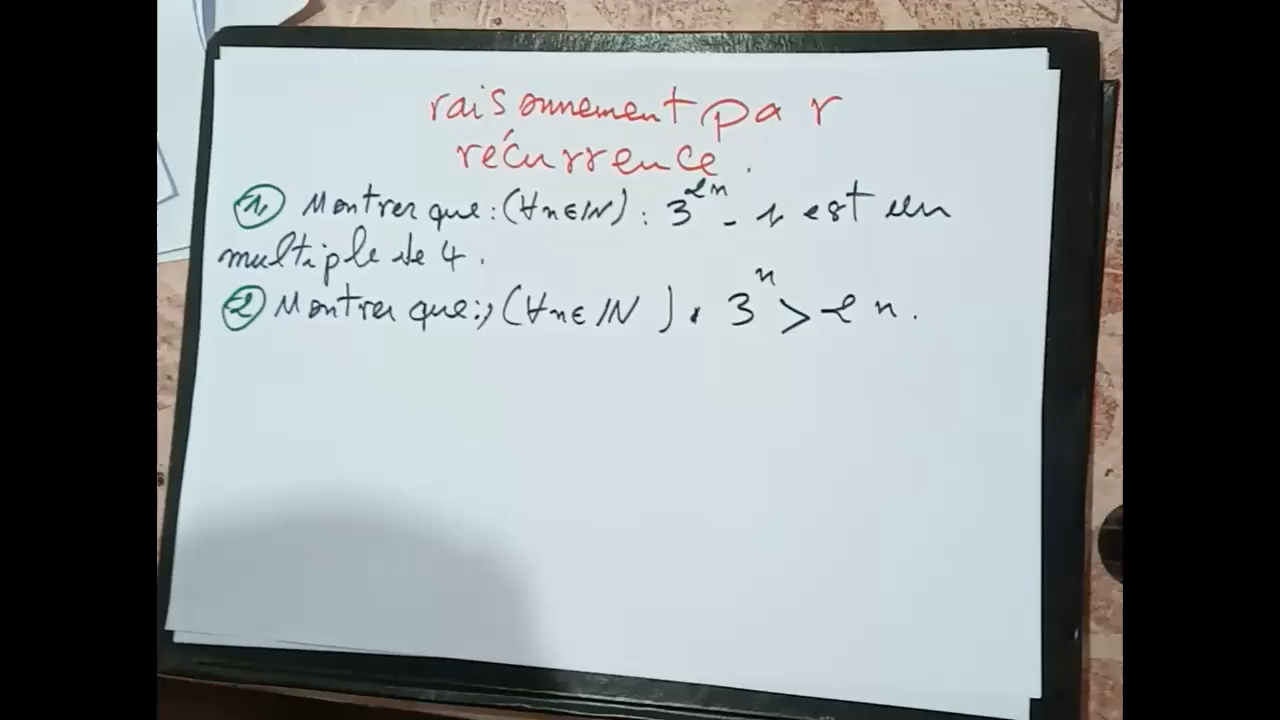 raisonnement par
récurrence.
① Montrer que : (∀n∈ℕ) : 3²ⁿ - 1 est un
multiple de 4.
② Montrer que : , (∀n∈ℕ) . 3ⁿ > 2n.